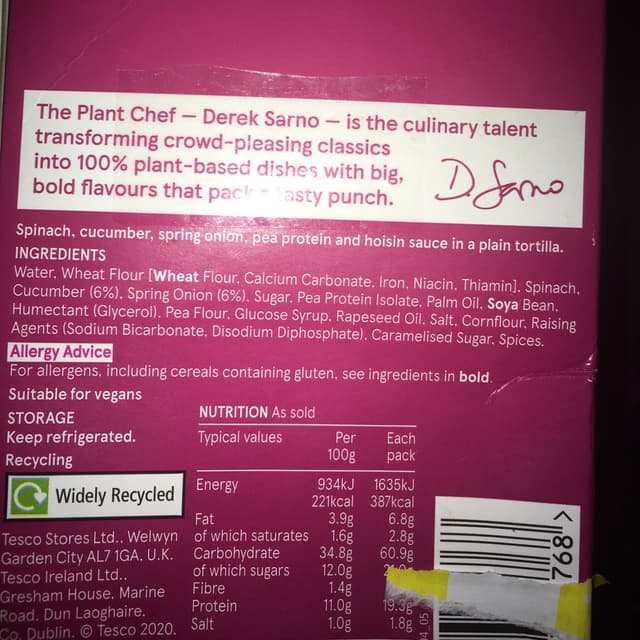 The Plant Chef – Derek Sarno – is the culinary talent
transforming crowd-pleasing classics
into 100% plant-based dishes with big,
bold flavours that pack tasty punch.
D. Sarno
Spinach, cucumber, spring onion, pea protein and hoisin sauce in a plain tortilla.
INGREDIENTS
Water, Wheat Flour [Wheat Flour, Calcium Carbonate, Iron, Niacin, Thiamin], Spinach,
Cucumber (6%), Spring Onion (6%), Sugar, Pea Protein Isolate, Palm Oil, Soya Bean,
Humectant (Glycerol), Pea Flour, Glucose Syrup, Rapeseed Oil, Salt, Cornflour, Raising
Agents (Sodium Bicarbonate, Disodium Diphosphate), Caramelised Sugar, Spices.
Allergy Advice
For allergens, including cereals containing gluten, see ingredients in bold.
Suitable for vegans
STORAGE
Keep refrigerated.
Recycling
Widely Recycled
Tesco Stores Ltd., Welwyn
Garden City AL7 1GA, U.K.
Tesco Ireland Ltd.,
Gresham House, Marine
Road, Dun Laoghaire,
Co. Dublin. © Tesco 2020.
NUTRITION As sold
Typical values Per Each
100g pack
Energy 934kJ 1635kJ
221kcal 387kcal
Fat 3.9g 6.8g
of which saturates 1.6g 2.8g
Carbohydrate 34.8g 60.9g
of which sugars 12.0g
Fibre 1.4g
Protein 11.0g 19.3g
Salt 1.0g 1.8g
768>